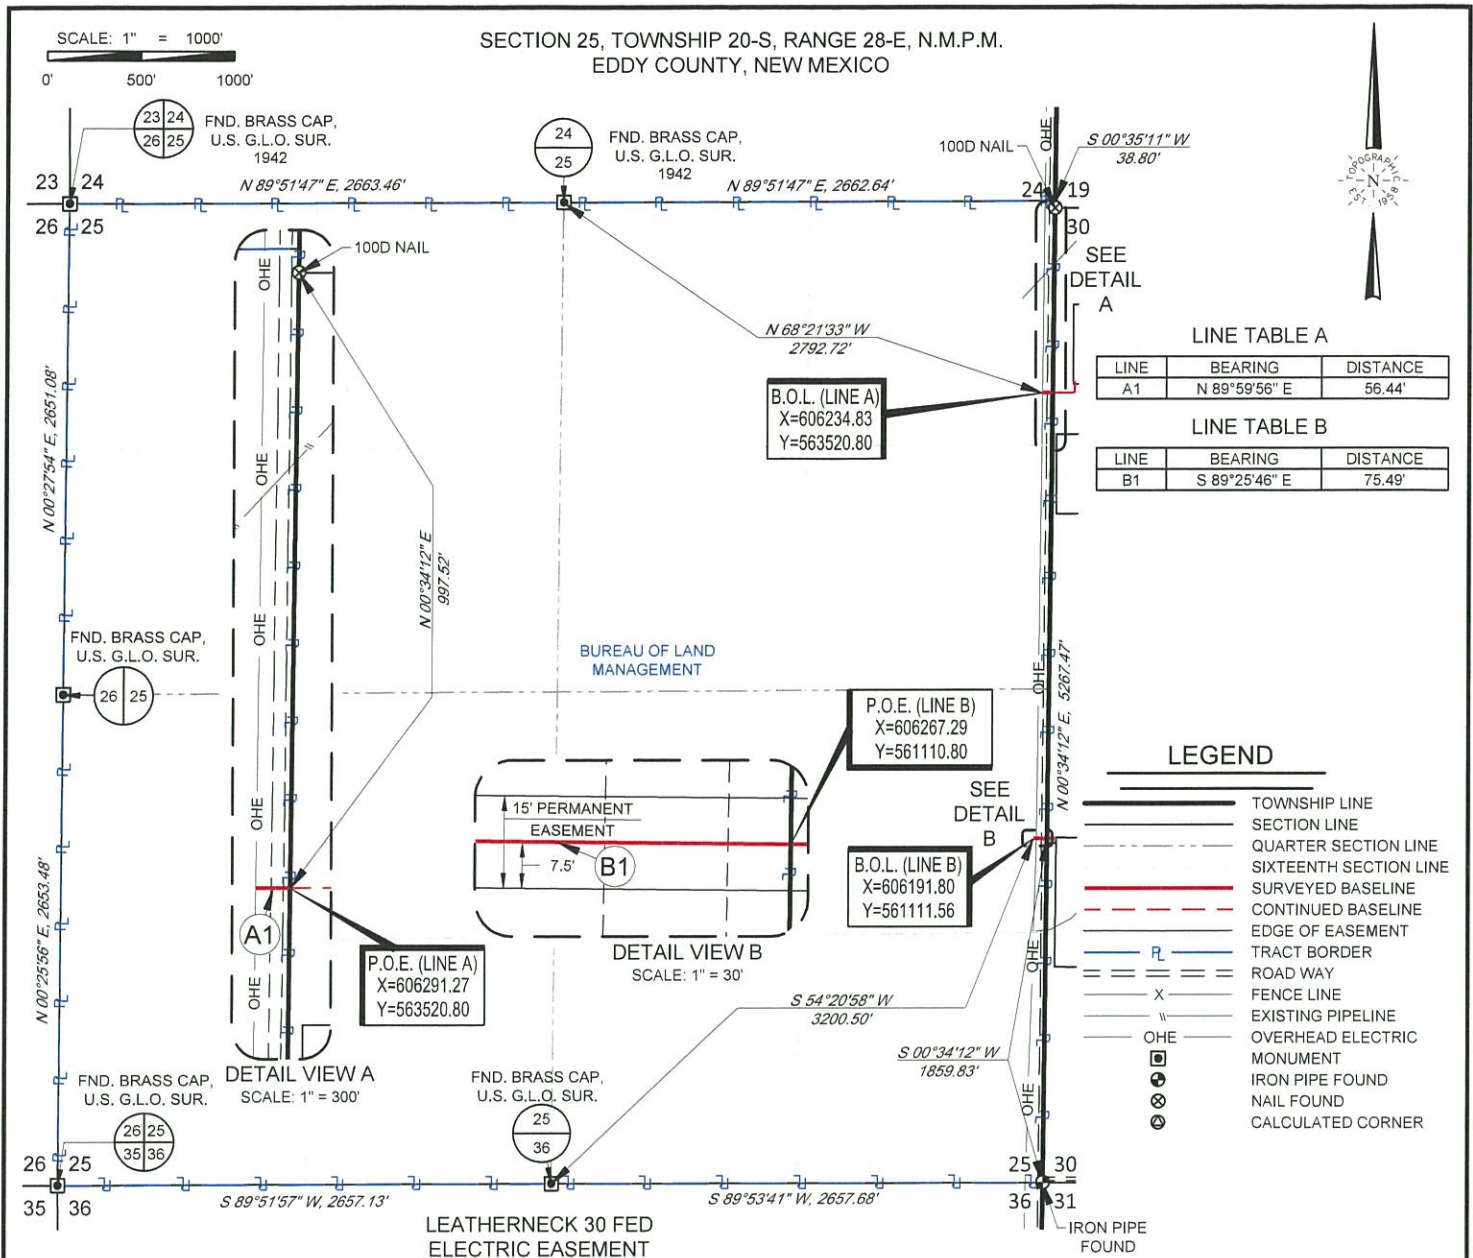 SCALE: 1" = 1000'
0' 500' 1000'
SECTION 25, TOWNSHIP 20-S, RANGE 28-E, N.M.P.M.
EDDY COUNTY, NEW MEXICO
23 24
26 25
FND. BRASS CAP,
U.S. G.L.O. SUR.
1942
24
25
FND. BRASS CAP,
U.S. G.L.O. SUR.
1942
100D NAIL
OHE
S 00°35'11" W
38.80'
TOPOGRAPHIC
N
EST. 1958
23 24
26 25
N 89°51'47" E, 2663.46'
N 89°51'47" E, 2662.64'
24 19
30
SEE
DETAIL
A
100D NAIL
OHE
N 68°21'33" W
2792.72'
B.O.L. (LINE A)
X=606234.83
Y=563520.80
LINE TABLE A
LINE BEARING DISTANCE
A1 N 89°59'56" E 56.44'
LINE TABLE B
LINE BEARING DISTANCE
B1 S 89°25'46" E 75.49'
N 00°27'54" E, 2651.08'
OHE
N 00°34'12" E
997.52'
OHE
FND. BRASS CAP,
U.S. G.L.O. SUR.
26 25
BUREAU OF LAND
MANAGEMENT
OHE
N 00°34'12" E, 5267.47'
P.O.E. (LINE B)
X=606267.29
Y=561110.80
15' PERMANENT
EASEMENT
7.5'
B1
DETAIL VIEW B
SCALE: 1" = 30'
SEE
DETAIL
B
B.O.L. (LINE B)
X=606191.80
Y=561111.56
OHE
A1
OHE
P.O.E. (LINE A)
X=606291.27
Y=563520.80
N 00°25'56" E, 2653.48'
DETAIL VIEW A
SCALE: 1" = 300'
S 54°20'58" W
3200.50'
OHE
S 00°34'12" W
1859.83'
OHE
LEGEND
TOWNSHIP LINE
SECTION LINE
QUARTER SECTION LINE
SIXTEENTH SECTION LINE
SURVEYED BASELINE
CONTINUED BASELINE
EDGE OF EASEMENT
PL TRACT BORDER
ROAD WAY
X FENCE LINE
\\ EXISTING PIPELINE
OHE OVERHEAD ELECTRIC
MONUMENT
IRON PIPE FOUND
NAIL FOUND
CALCULATED CORNER
FND. BRASS CAP,
U.S. G.L.O. SUR.
26 25
35 36
FND. BRASS CAP,
U.S. G.L.O. SUR.
25
36
26 25
35 36
S 89°51'57" W, 2657.13'
S 89°53'41" W, 2657.68'
25 30
36 31
IRON PIPE
FOUND
LEATHERNECK 30 FED
ELECTRIC EASEMENT